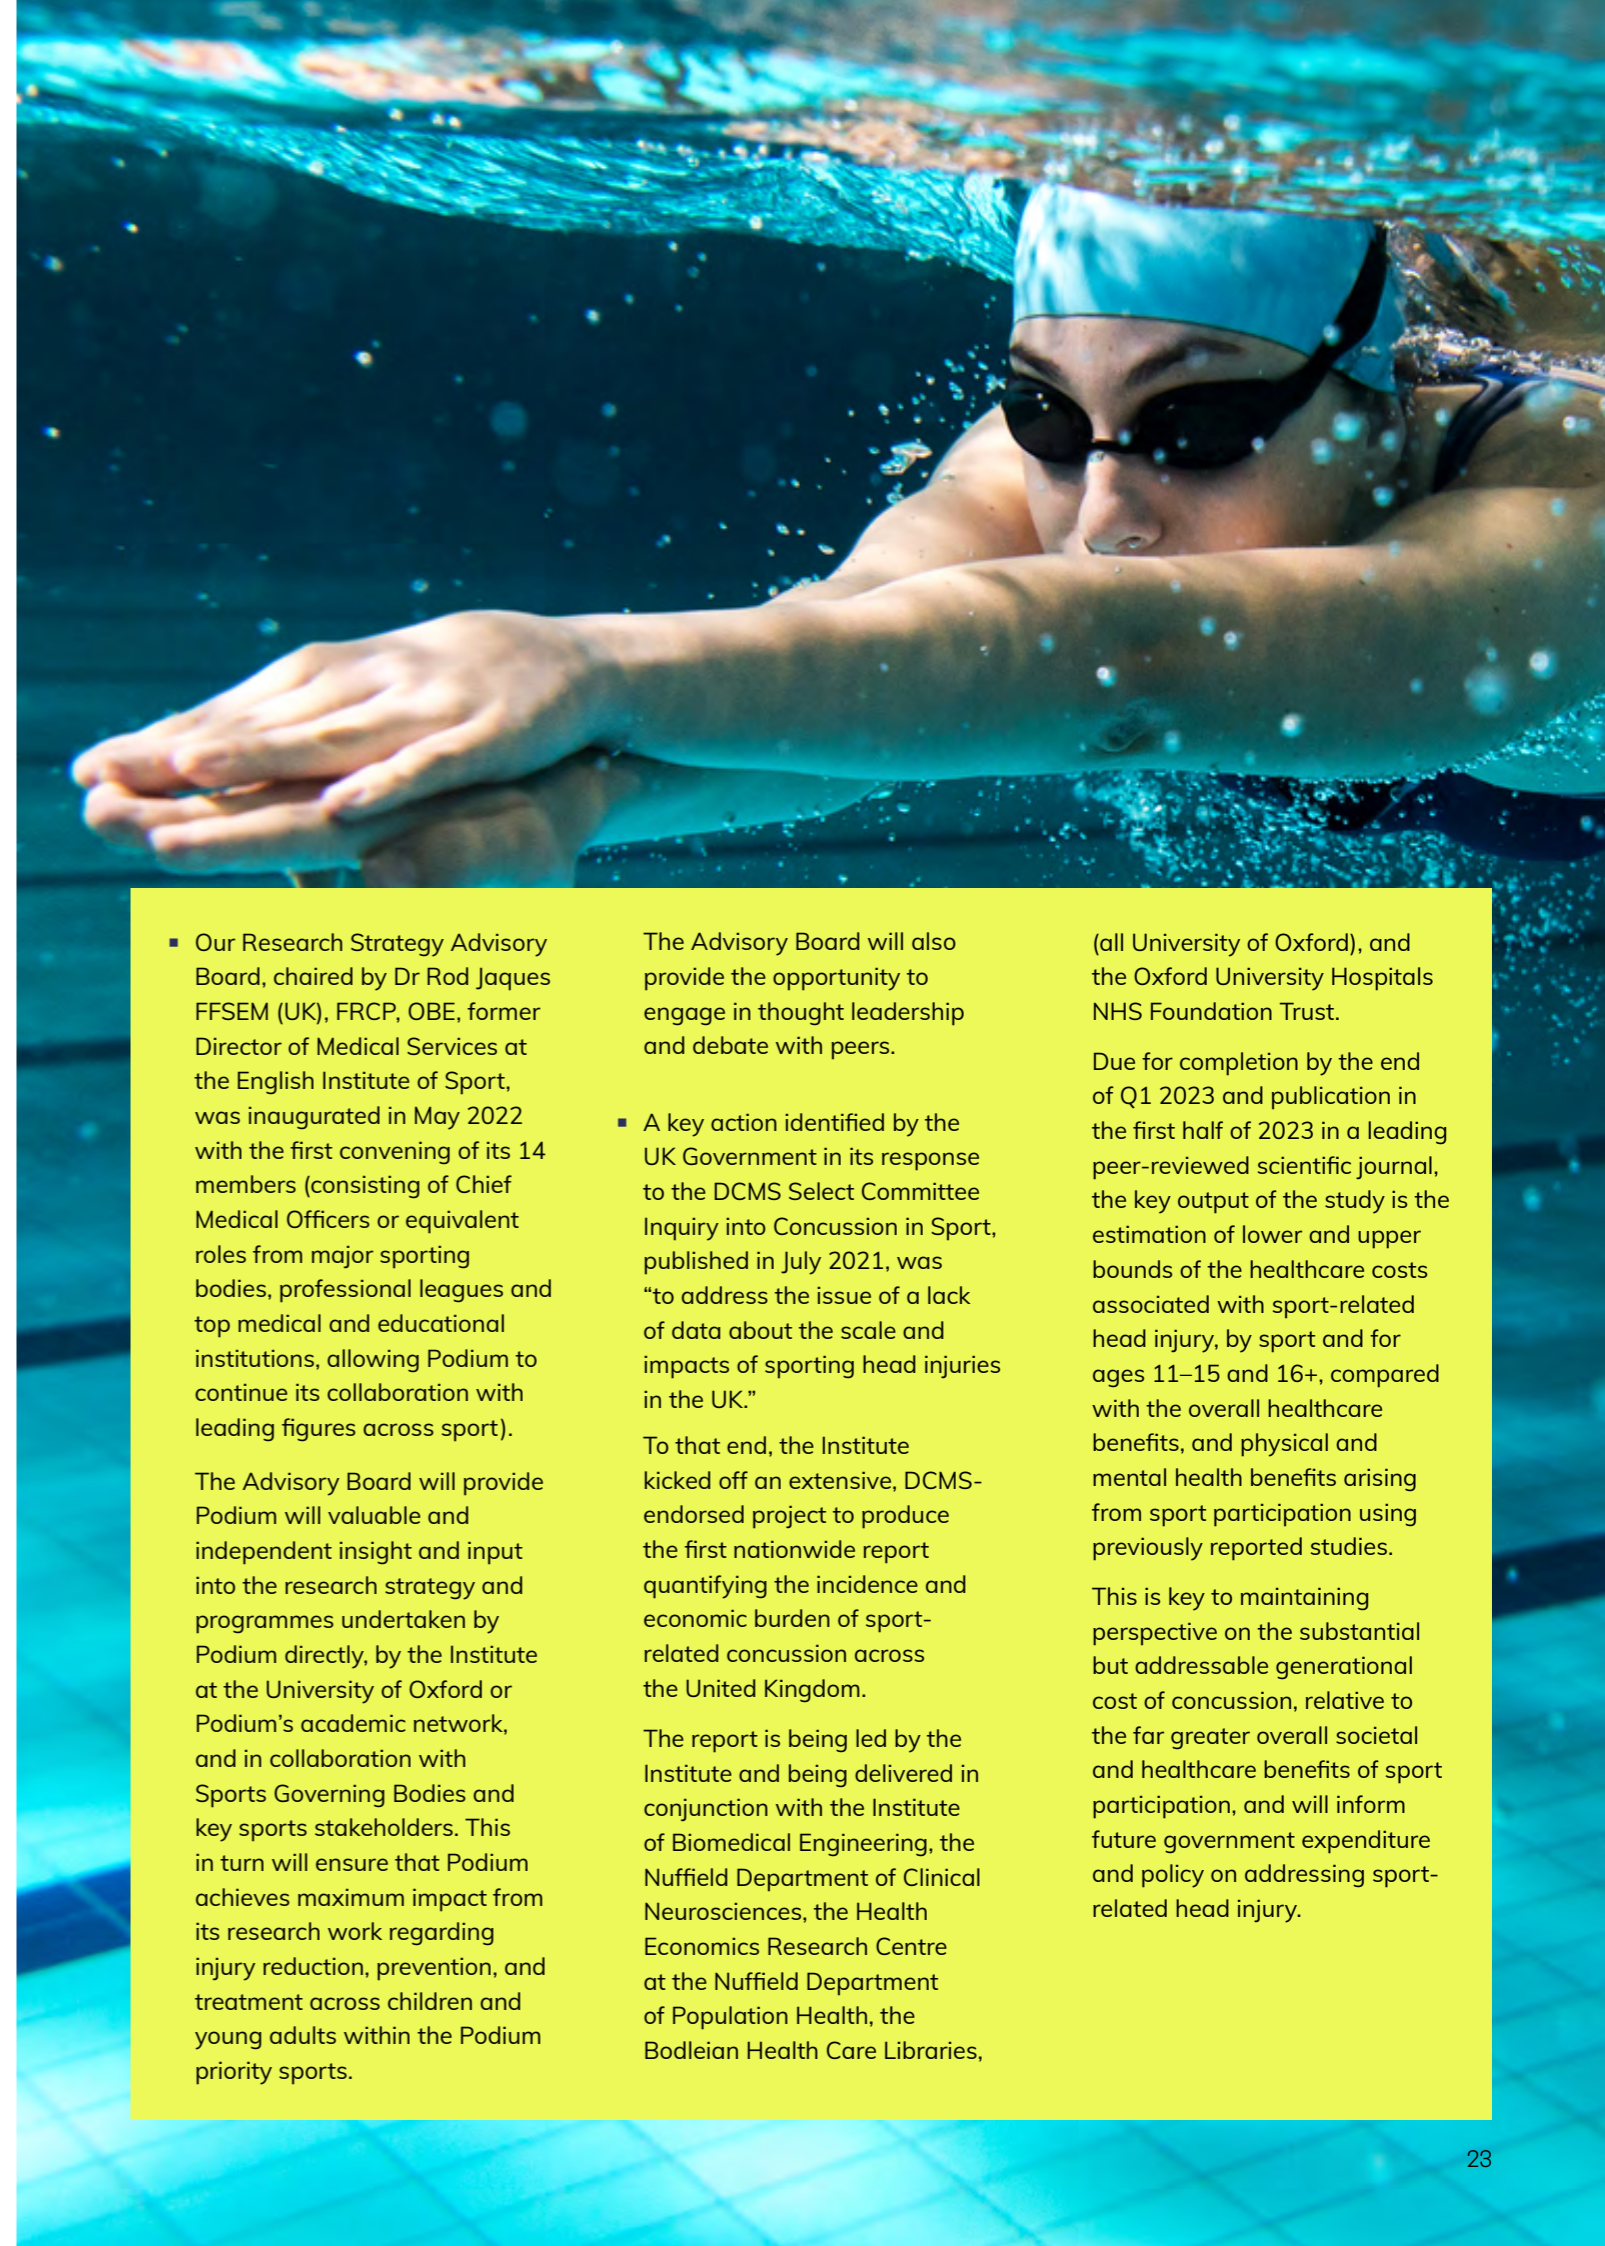 ▪ Our Research Strategy Advisory
Board, chaired by Dr Rod Jaques
FFSEM (UK), FRCP, OBE, former
Director of Medical Services at
the English Institute of Sport,
was inaugurated in May 2022
with the first convening of its 14
members (consisting of Chief
Medical Officers or equivalent
roles from major sporting
bodies, professional leagues and
top medical and educational
institutions, allowing Podium to
continue its collaboration with
leading figures across sport).
The Advisory Board will provide
Podium will valuable and
independent insight and input
into the research strategy and
programmes undertaken by
Podium directly, by the Institute
at the University of Oxford or
Podium’s academic network,
and in collaboration with
Sports Governing Bodies and
key sports stakeholders. This
in turn will ensure that Podium
achieves maximum impact from
its research work regarding
injury reduction, prevention, and
treatment across children and
young adults within the Podium
priority sports.
The Advisory Board will also
provide the opportunity to
engage in thought leadership
and debate with peers.
▪ A key action identified by the
UK Government in its response
to the DCMS Select Committee
Inquiry into Concussion in Sport,
published in July 2021, was
“to address the issue of a lack
of data about the scale and
impacts of sporting head injuries
in the UK.”
To that end, the Institute
kicked off an extensive, DCMS-
endorsed project to produce
the first nationwide report
quantifying the incidence and
economic burden of sport-
related concussion across
the United Kingdom.
The report is being led by the
Institute and being delivered in
conjunction with the Institute
of Biomedical Engineering, the
Nuffield Department of Clinical
Neurosciences, the Health
Economics Research Centre
at the Nuffield Department
of Population Health, the
Bodleian Health Care Libraries,
(all University of Oxford), and
the Oxford University Hospitals
NHS Foundation Trust.
Due for completion by the end
of Q1 2023 and publication in
the first half of 2023 in a leading
peer-reviewed scientific journal,
the key output of the study is the
estimation of lower and upper
bounds of the healthcare costs
associated with sport-related
head injury, by sport and for
ages 11–15 and 16+, compared
with the overall healthcare
benefits, and physical and
mental health benefits arising
from sport participation using
previously reported studies.
This is key to maintaining
perspective on the substantial
but addressable generational
cost of concussion, relative to
the far greater overall societal
and healthcare benefits of sport
participation, and will inform
future government expenditure
and policy on addressing sport-
related head injury.
23